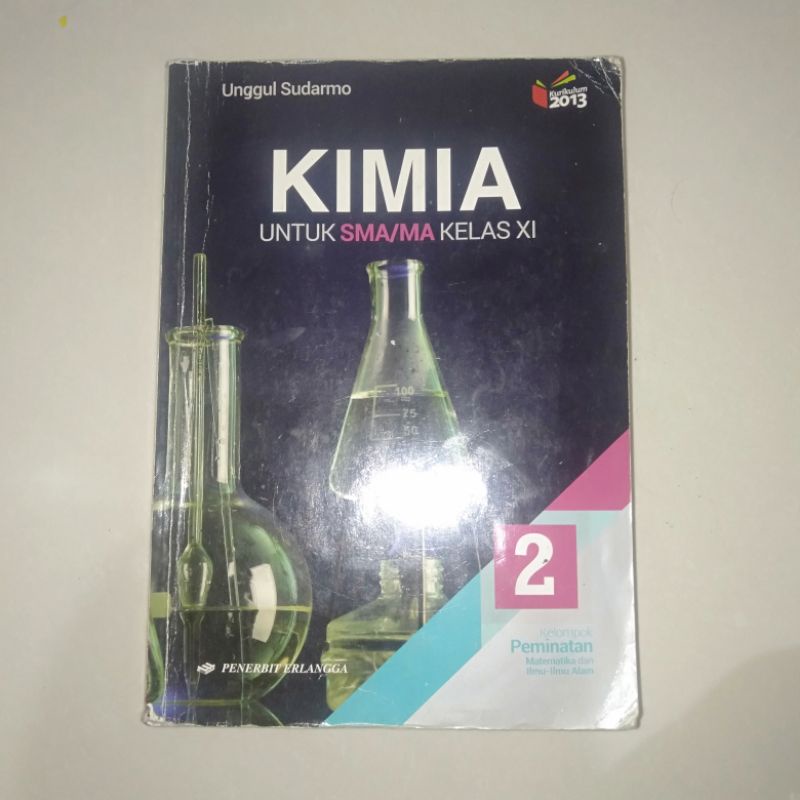 Unggul Sudarmo
Kurikulum
2013
KIMIA
UNTUK SMA/MA KELAS XI
100
75
50
2
Kelompok
Peminatan
Matematika dan
Ilmu-Ilmu Alam
PENERBIT ERLANGGA